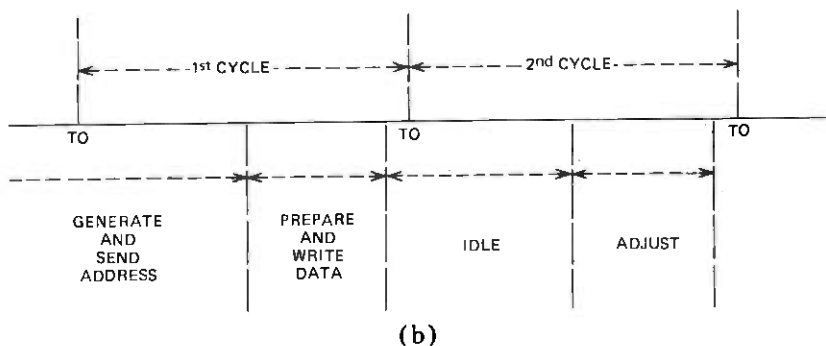 1st CYCLE
2nd CYCLE
TO
TO
TO
GENERATE
AND
SEND
ADDRESS
PREPARE
AND
WRITE
DATA
IDLE
ADJUST
(b)